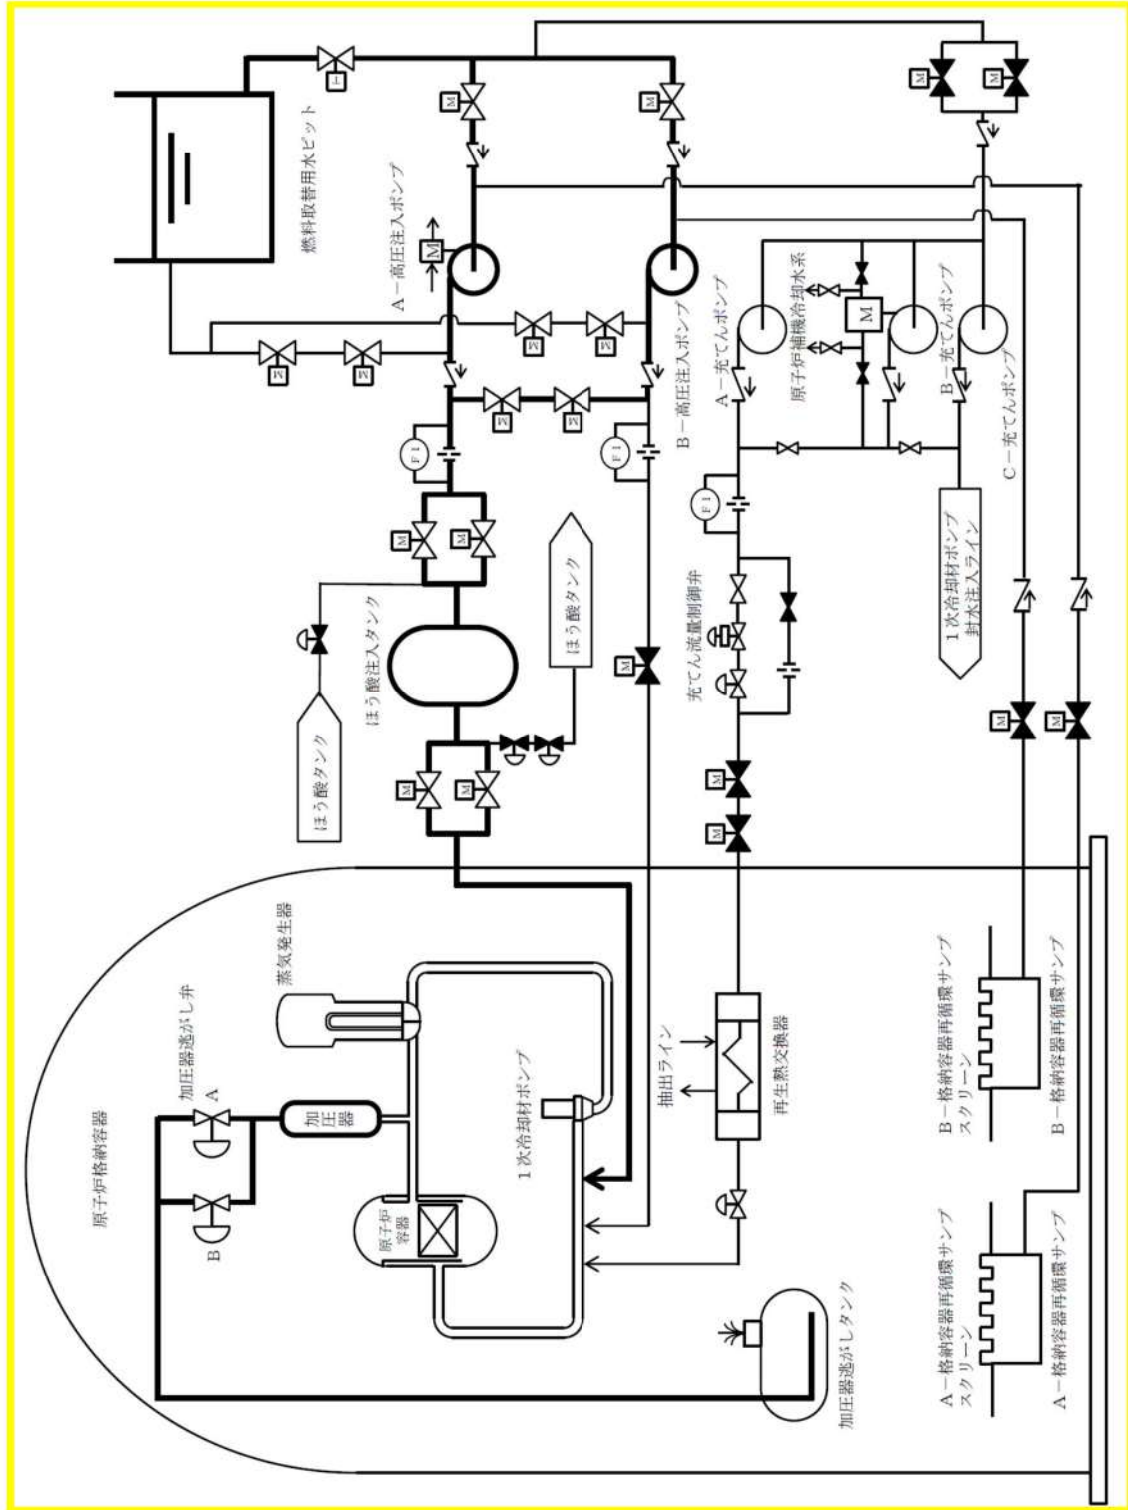 原子炉格納容器
加圧器逃がし弁
A
B
加圧器
蒸気発生器
原子炉
容器
1次冷却材ポンプ
加圧器逃がしタンク
抽出ライン
再生熱交換器
A-格納容器再循環サンプ
スクリーン
A-格納容器再循環サンプ
B-格納容器再循環サンプ
スクリーン
B-格納容器再循環サンプ
ほう酸タンク
ほう酸注入タンク
ほう酸タンク
M
M
M
M
M
M
M
充てん流量制御弁
M
M
1次冷却材ポンプ
封水注入ライン
FI
FI
FI
M
M
M
M
M
M
燃料取替用水ピット
A-高圧注入ポンプ
B-高圧注入ポンプ
M
M
M
A-充てんポンプ
原子炉補機冷却水系
M
B-充てんポンプ
C-充てんポンプ
M
M